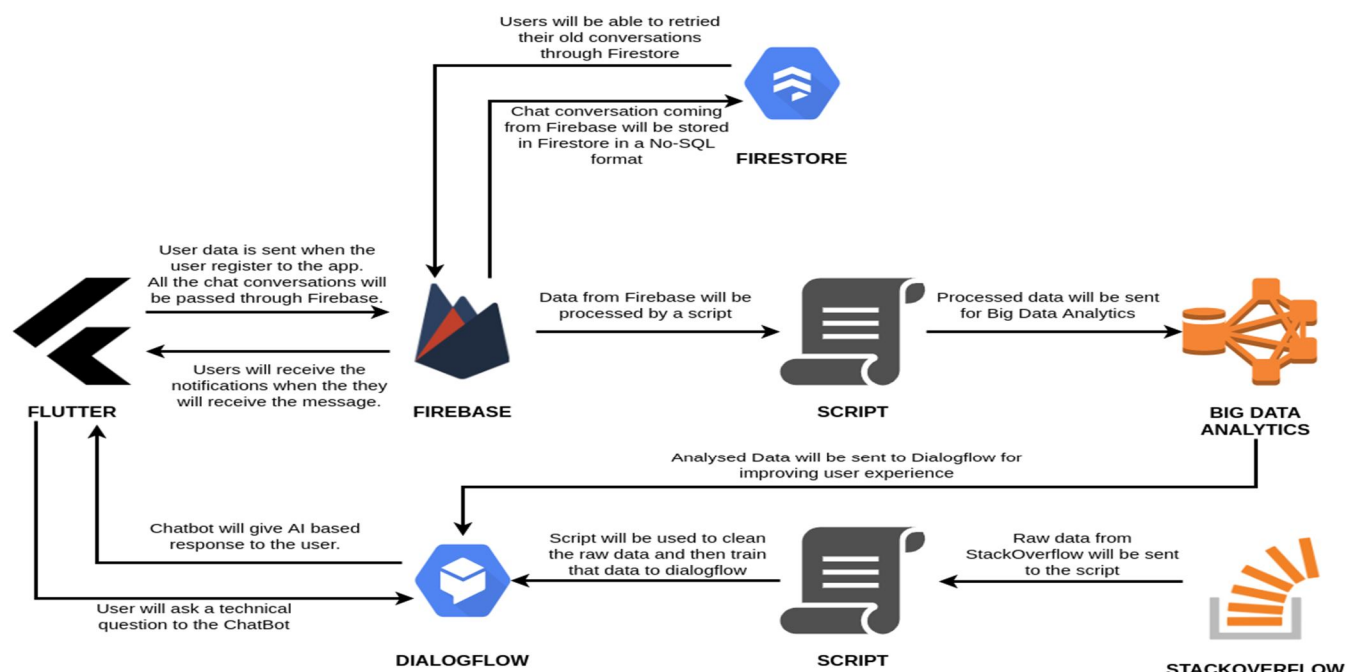 Users will be able to retried
their old conversations
through Firestore
Chat conversation coming
from Firebase will be stored
in Firestore in a No-SQL
format
FIRESTORE
User data is sent when the
user register to the app.
All the chat conversations will
be passed through Firebase.
Data from Firebase will be
processed by a script
Processed data will be sent
for Big Data Analytics
Users will receive the
notifications when the they
will receive the message.
FLUTTER
FIREBASE
SCRIPT
BIG DATA
ANALYTICS
Analysed Data will be sent to Dialogflow for
improving user experience
Chatbot will give AI based
response to the user.
Script will be used to clean
the raw data and then train
that data to dialogflow
Raw data from
StackOverflow will be sent
to the script
User will ask a technical
question to the ChatBot
DIALOGFLOW
SCRIPT
STACKOVERFLOW